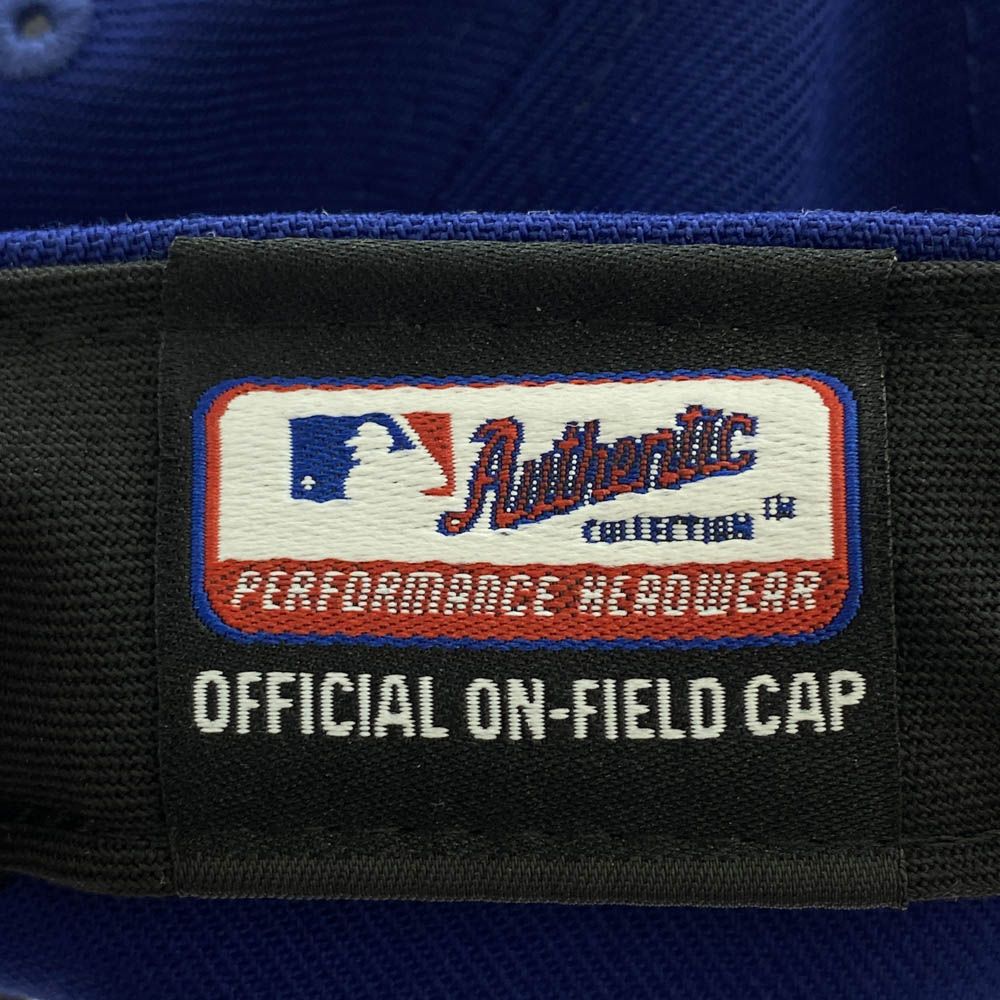 Authentic
COLLECTION TM
PERFORMANCE HEADWEAR
OFFICIAL ON-FIELD CAP